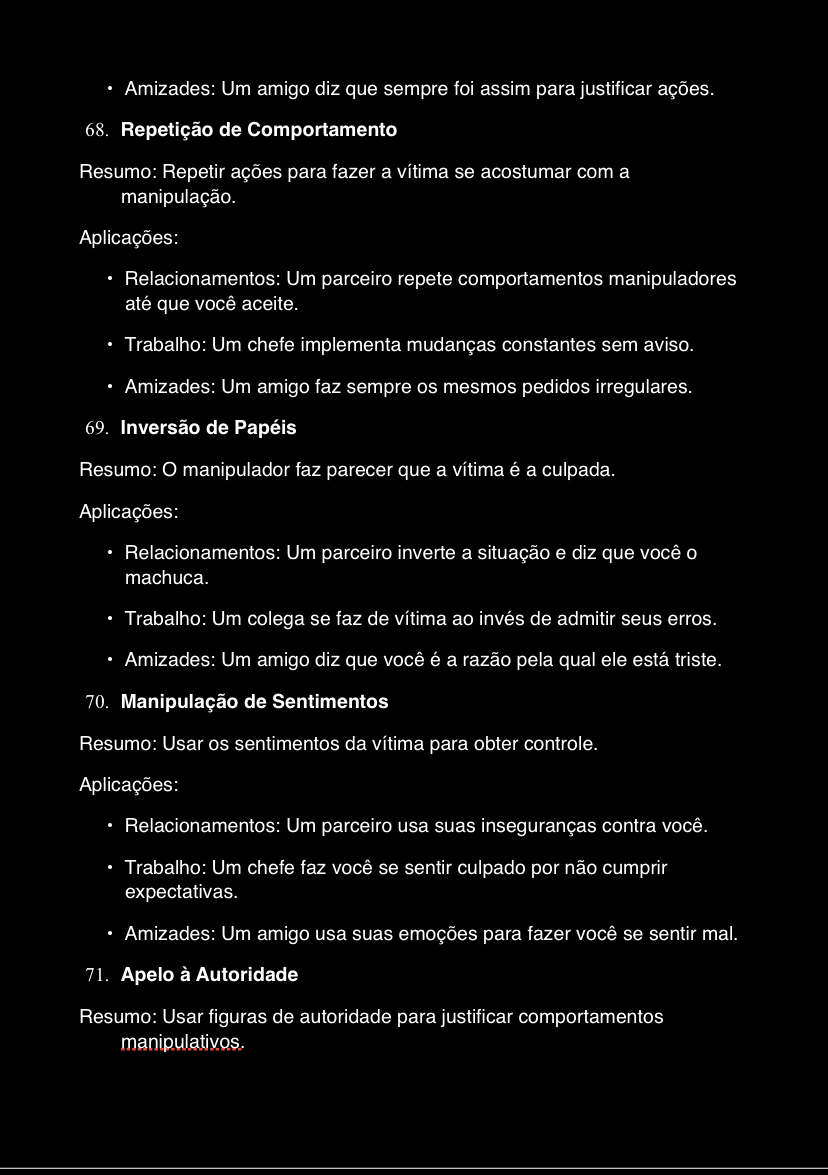 • Amizades: Um amigo diz que sempre foi assim para justificar ações.
68. Repetição de Comportamento
Resumo: Repetir ações para fazer a vítima se acostumar com a
manipulação.
Aplicações:
• Relacionamentos: Um parceiro repete comportamentos manipuladores
até que você aceite.
• Trabalho: Um chefe implementa mudanças constantes sem aviso.
• Amizades: Um amigo faz sempre os mesmos pedidos irregulares.
69. Inversão de Papéis
Resumo: O manipulador faz parecer que a vítima é a culpada.
Aplicações:
• Relacionamentos: Um parceiro inverte a situação e diz que você o
machuca.
• Trabalho: Um colega se faz de vítima ao invés de admitir seus erros.
• Amizades: Um amigo diz que você é a razão pela qual ele está triste.
70. Manipulação de Sentimentos
Resumo: Usar os sentimentos da vítima para obter controle.
Aplicações:
• Relacionamentos: Um parceiro usa suas inseguranças contra você.
• Trabalho: Um chefe faz você se sentir culpado por não cumprir
expectativas.
• Amizades: Um amigo usa suas emoções para fazer você se sentir mal.
71. Apelo à Autoridade
Resumo: Usar figuras de autoridade para justificar comportamentos
manipulativos.